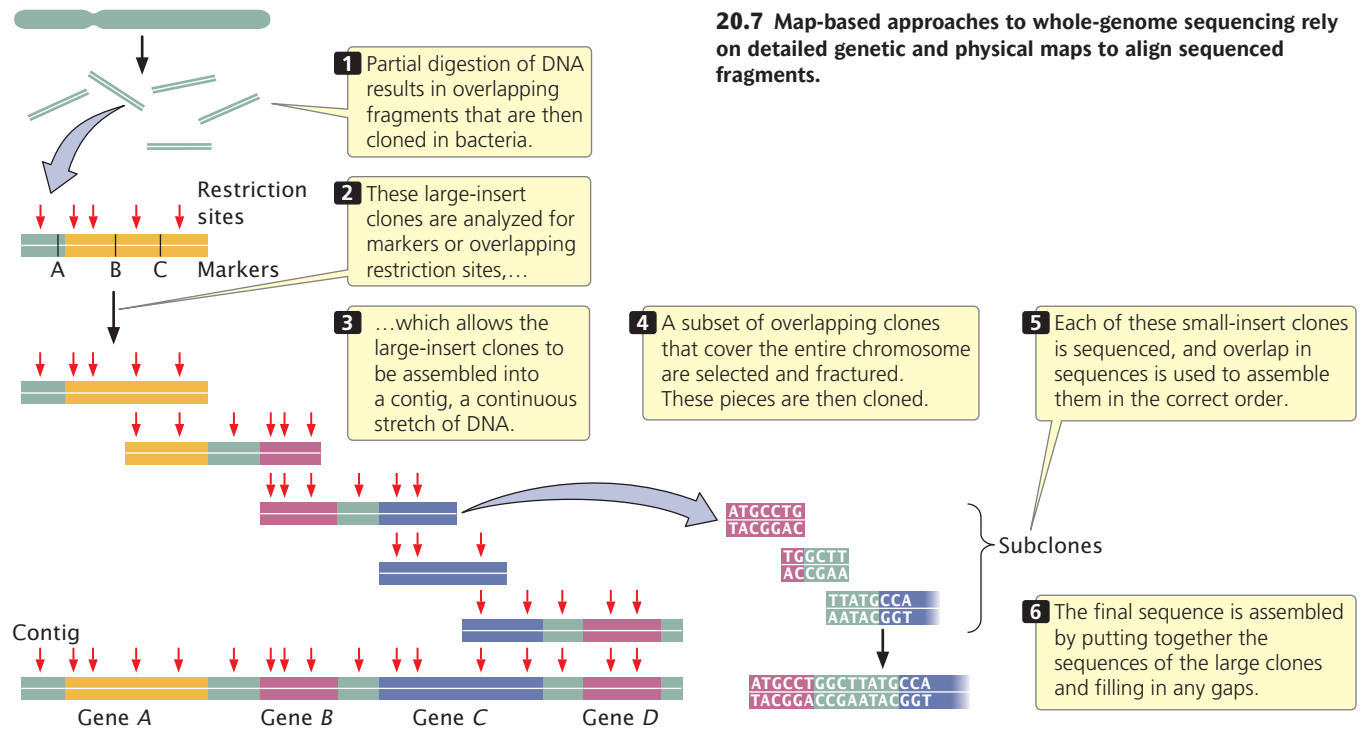 20.7 Map-based approaches to whole-genome sequencing rely
on detailed genetic and physical maps to align sequenced
fragments.
1 Partial digestion of DNA
results in overlapping
fragments that are then
cloned in bacteria.
Restriction
sites
A B C Markers
2 These large-insert
clones are analyzed for
markers or overlapping
restriction sites,…
3 …which allows the
large-insert clones to
be assembled into
a contig, a continuous
stretch of DNA.
4 A subset of overlapping clones
that cover the entire chromosome
are selected and fractured.
These pieces are then cloned.
5 Each of these small-insert clones
is sequenced, and overlap in
sequences is used to assemble
them in the correct order.
ATGCCTG
TACGGAC
TGGCTT
ACCGAA
TTATGCCA
AATACGGT
Subclones
6 The final sequence is assembled
by putting together the
sequences of the large clones
and filling in any gaps.
ATGCCTGGCTTATGCCA
TACGGACCGAATACGGT
Contig
Gene A Gene B Gene C Gene D